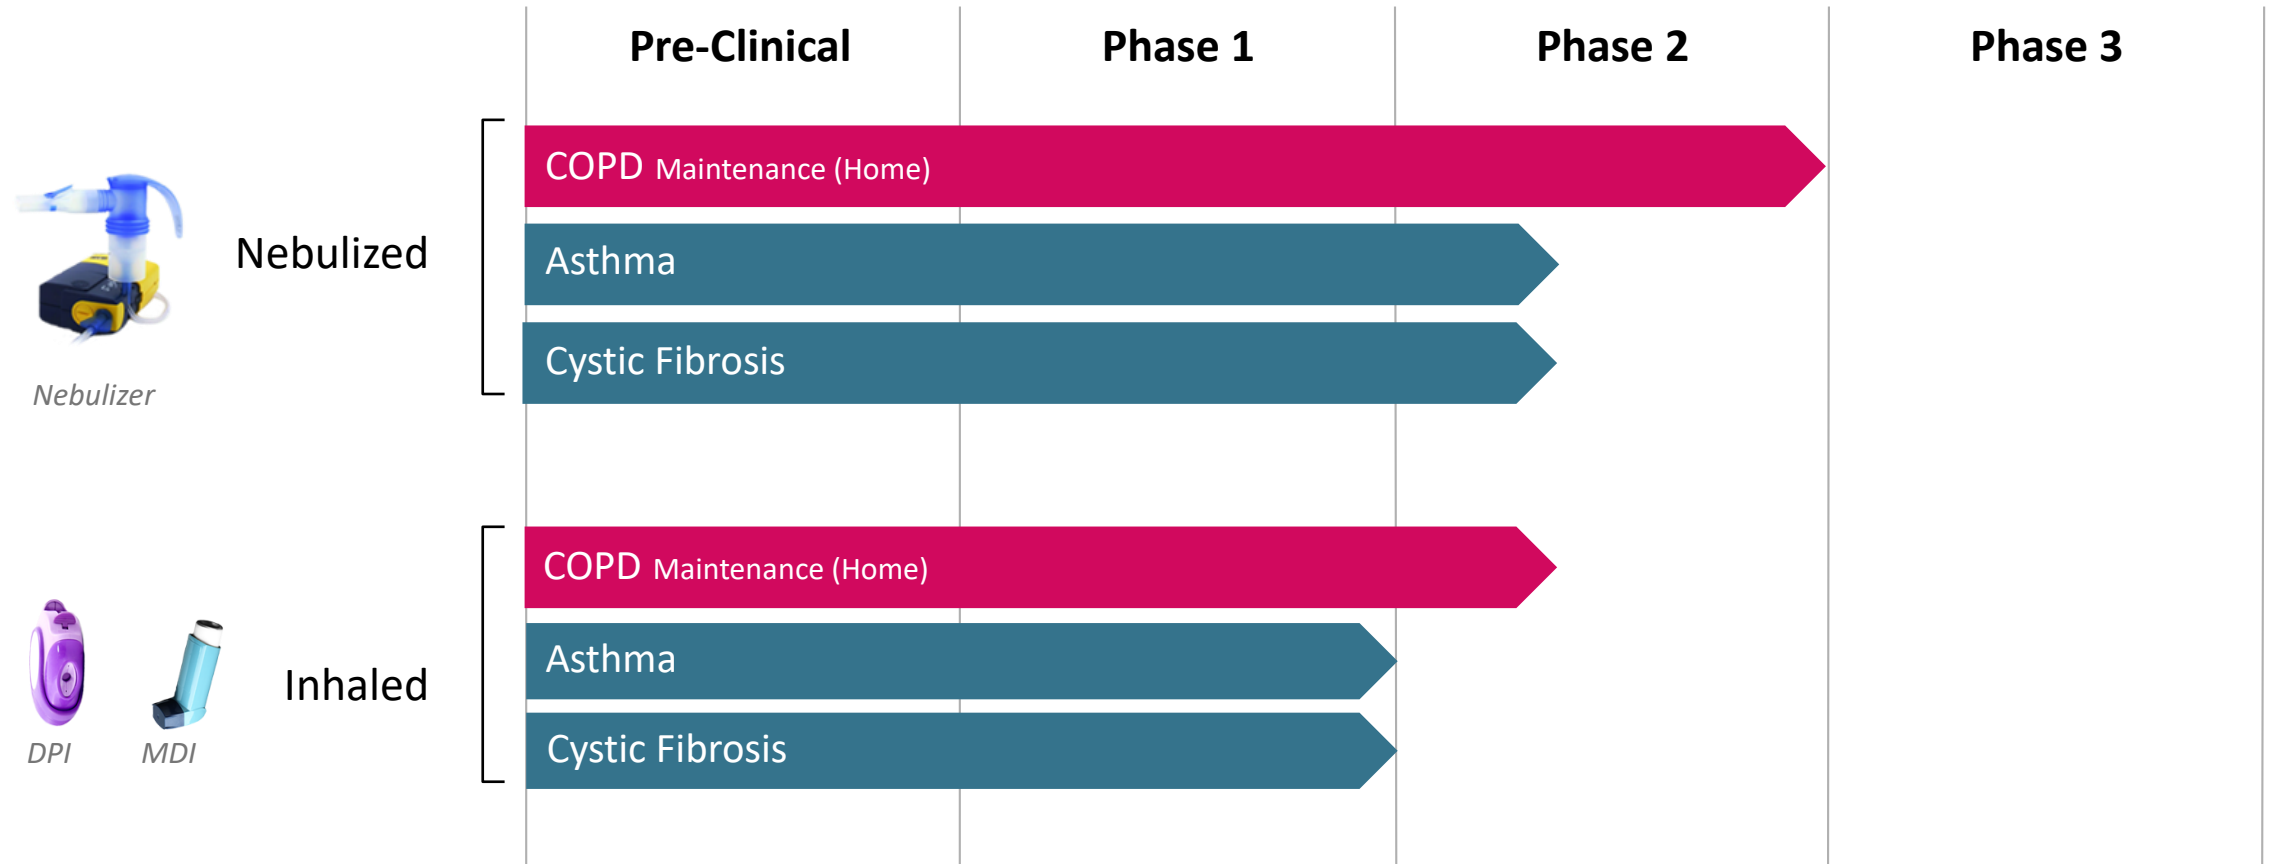 Pre-Clinical Phase 1 Phase 2 Phase 3
COPD Maintenance (Home)
Nebulized
Asthma
Cystic Fibrosis
Nebulizer
COPD Maintenance (Home)
Inhaled
Asthma
Cystic Fibrosis
DPI MDI